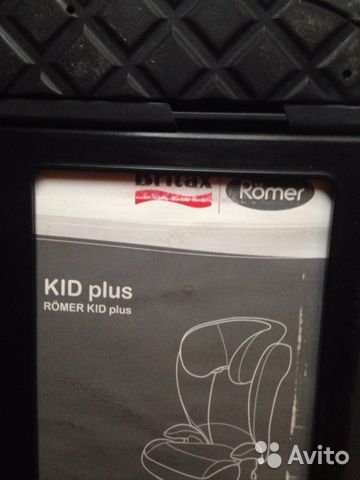 Britax Römer
KID plus
RÖMER KID plus
Avito